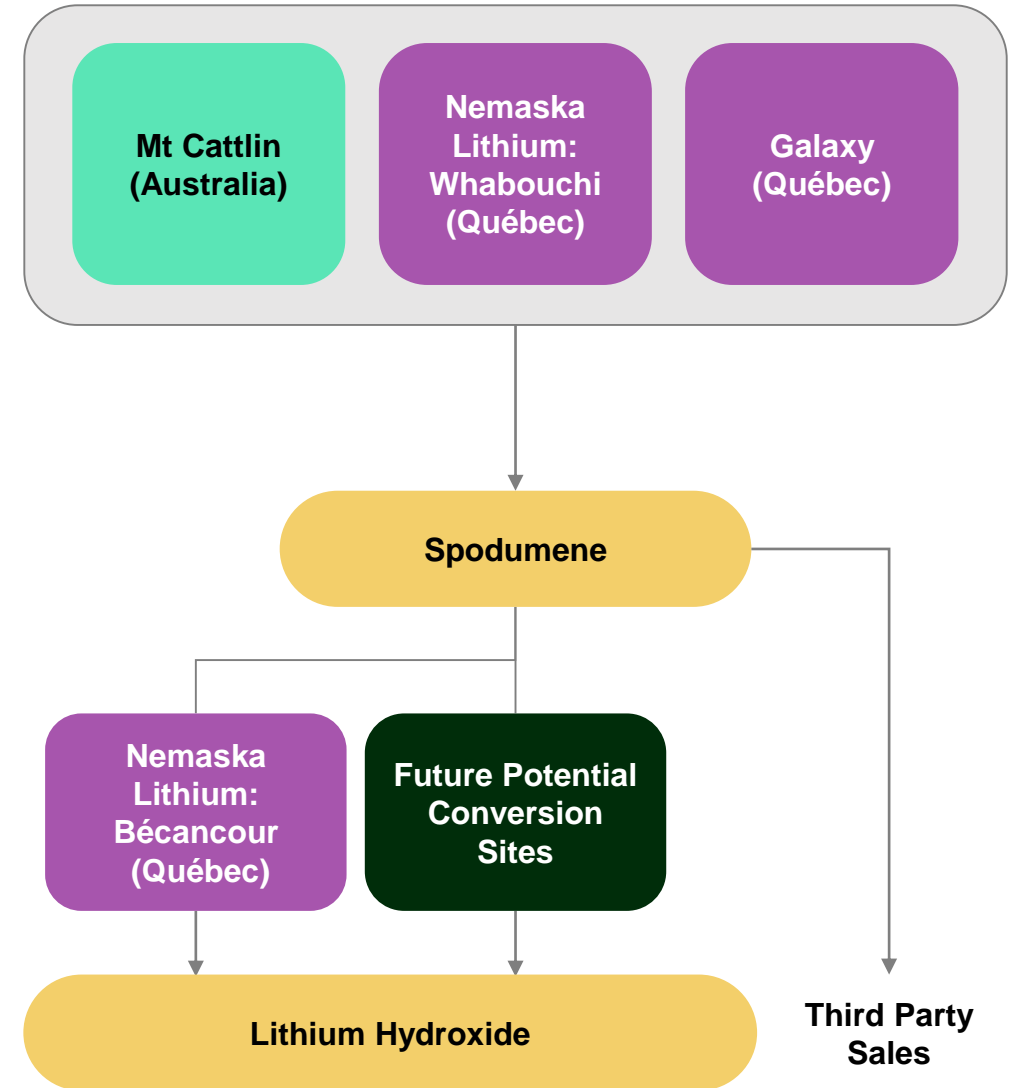 Mt Cattlin
(Australia)
Nemaska
Lithium:
Whabouchi
(Québec)
Galaxy
(Québec)
Spodumene
Nemaska
Lithium:
Bécancour
(Québec)
Future Potential
Conversion
Sites
Lithium Hydroxide
Third Party
Sales